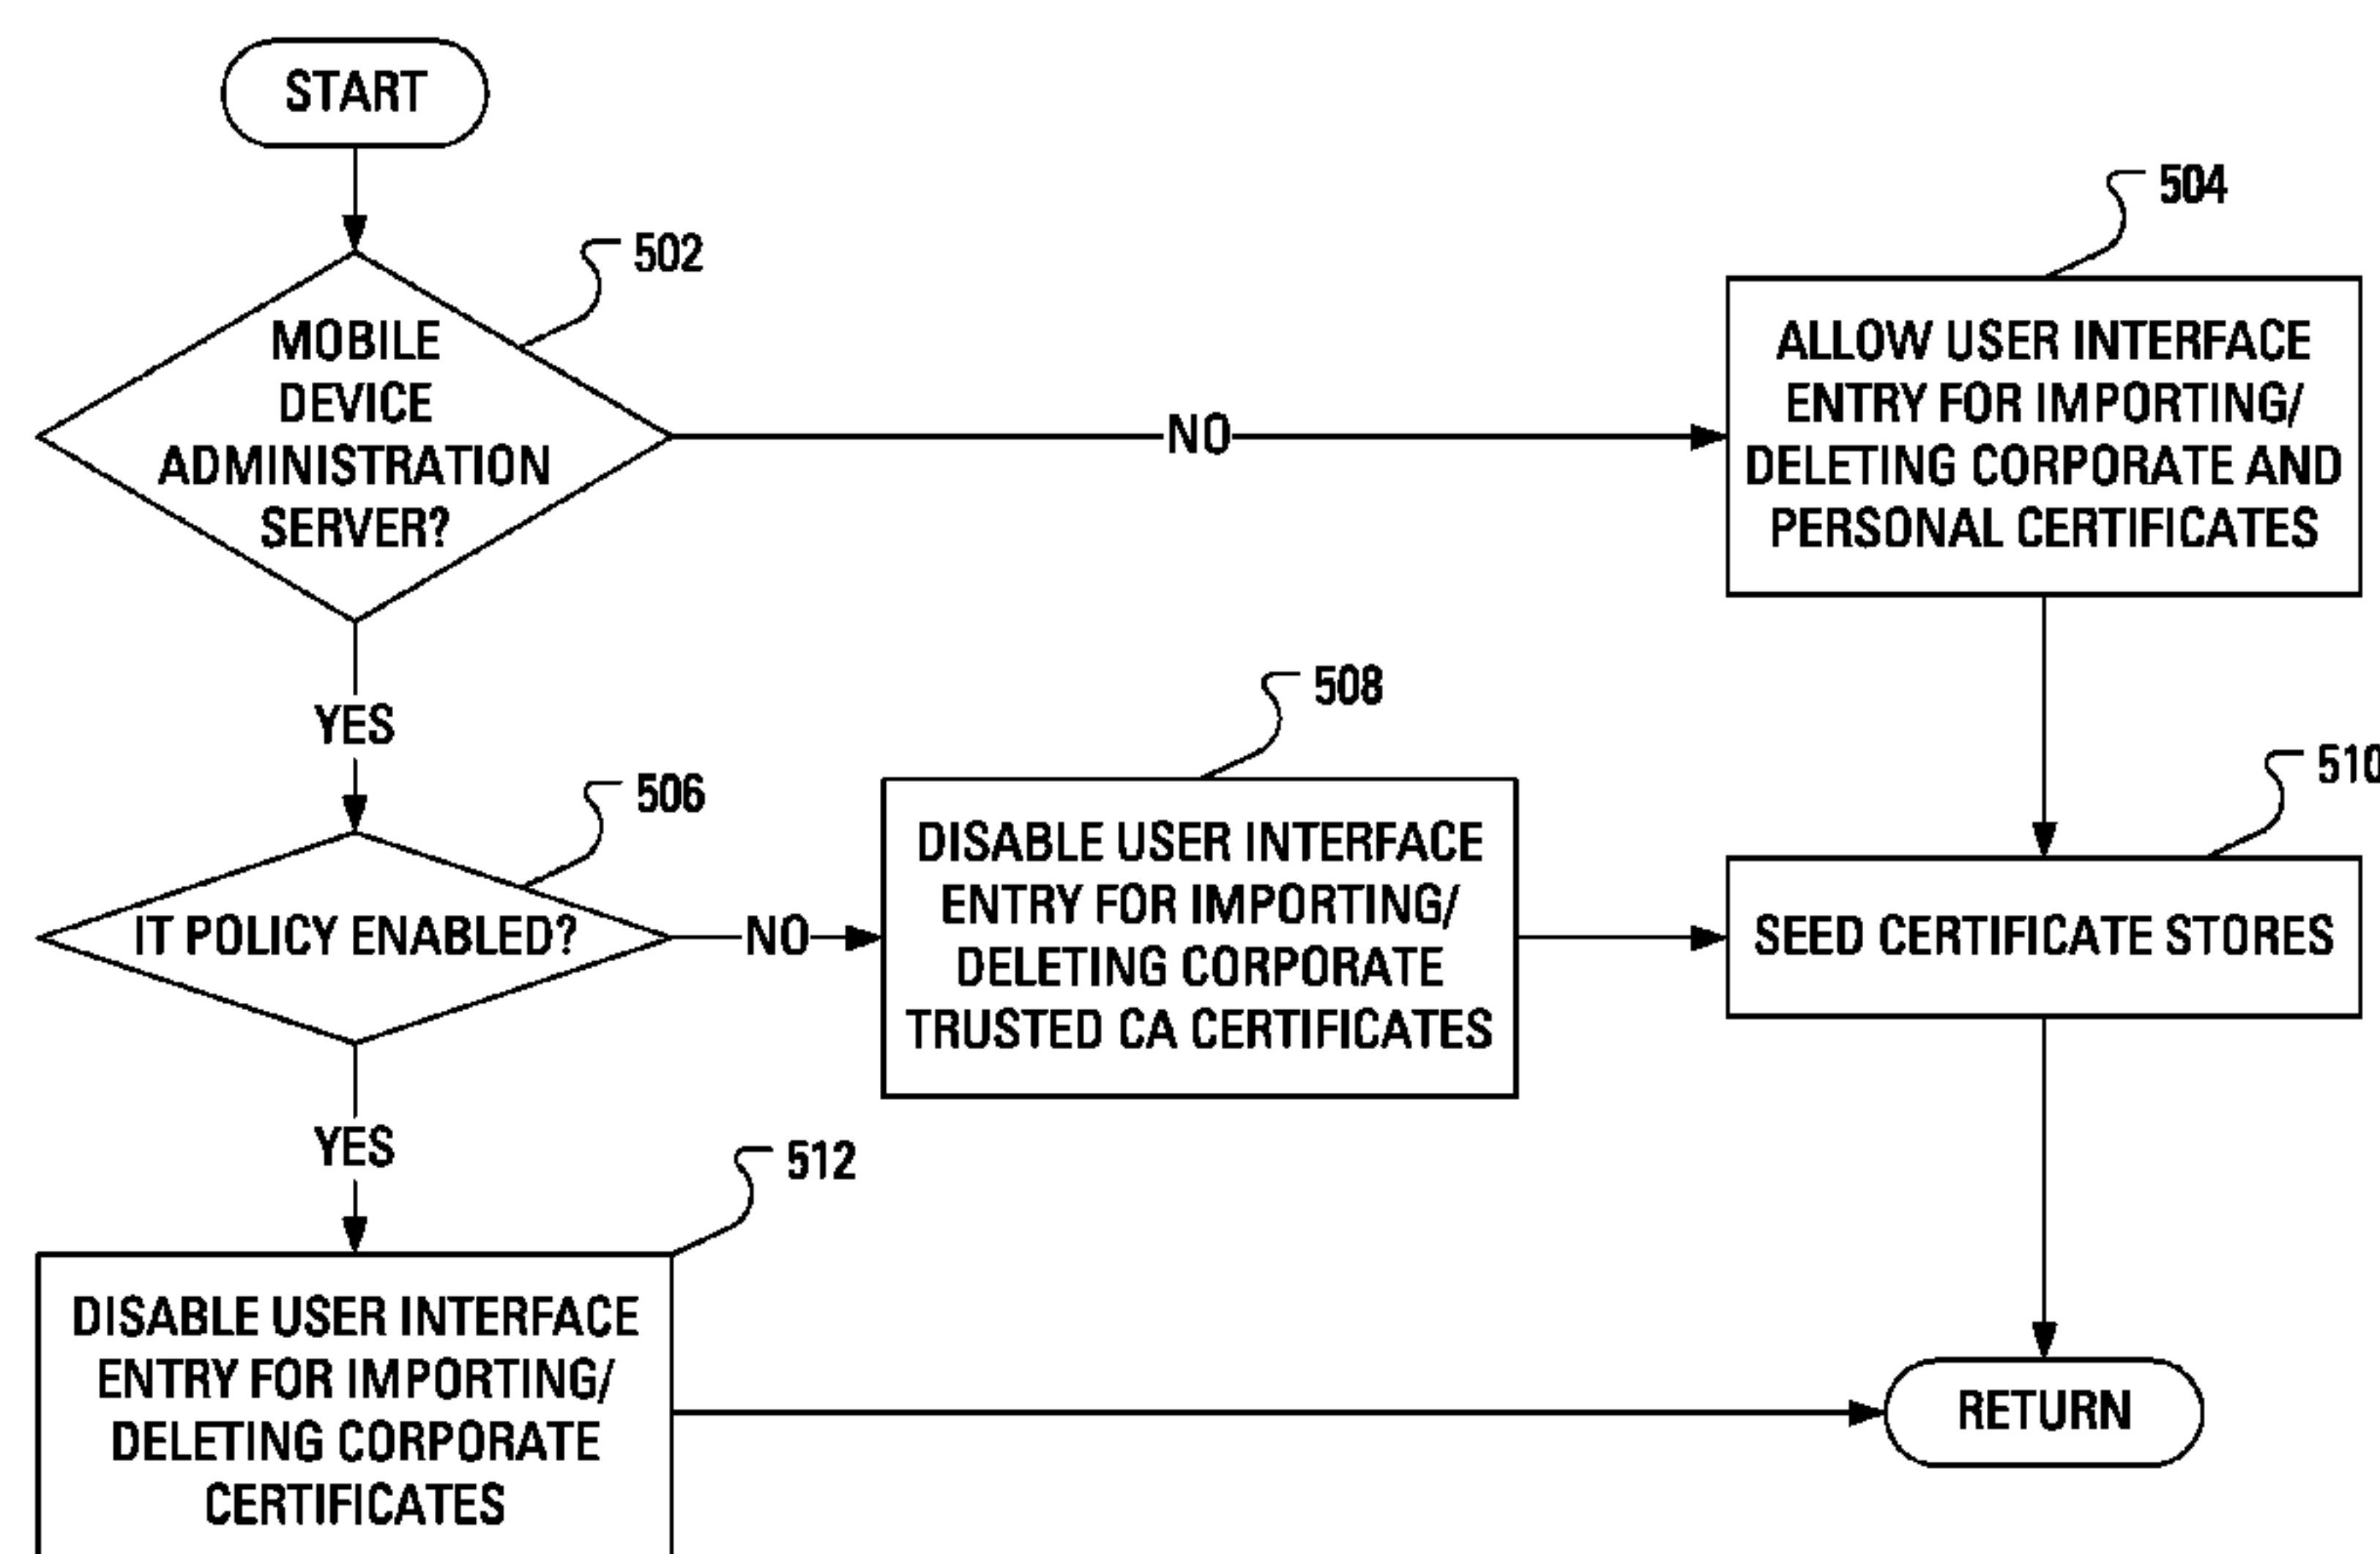 START
502
MOBILE
DEVICE
ADMINISTRATION
SERVER?
NO
504
ALLOW USER INTERFACE
ENTRY FOR IMPORTING/
DELETING CORPORATE AND
PERSONAL CERTIFICATES
YES
506
IT POLICY ENABLED?
NO
508
DISABLE USER INTERFACE
ENTRY FOR IMPORTING/
DELETING CORPORATE
TRUSTED CA CERTIFICATES
510
SEED CERTIFICATE STORES
YES
512
DISABLE USER INTERFACE
ENTRY FOR IMPORTING/
DELETING CORPORATE
CERTIFICATES
RETURN